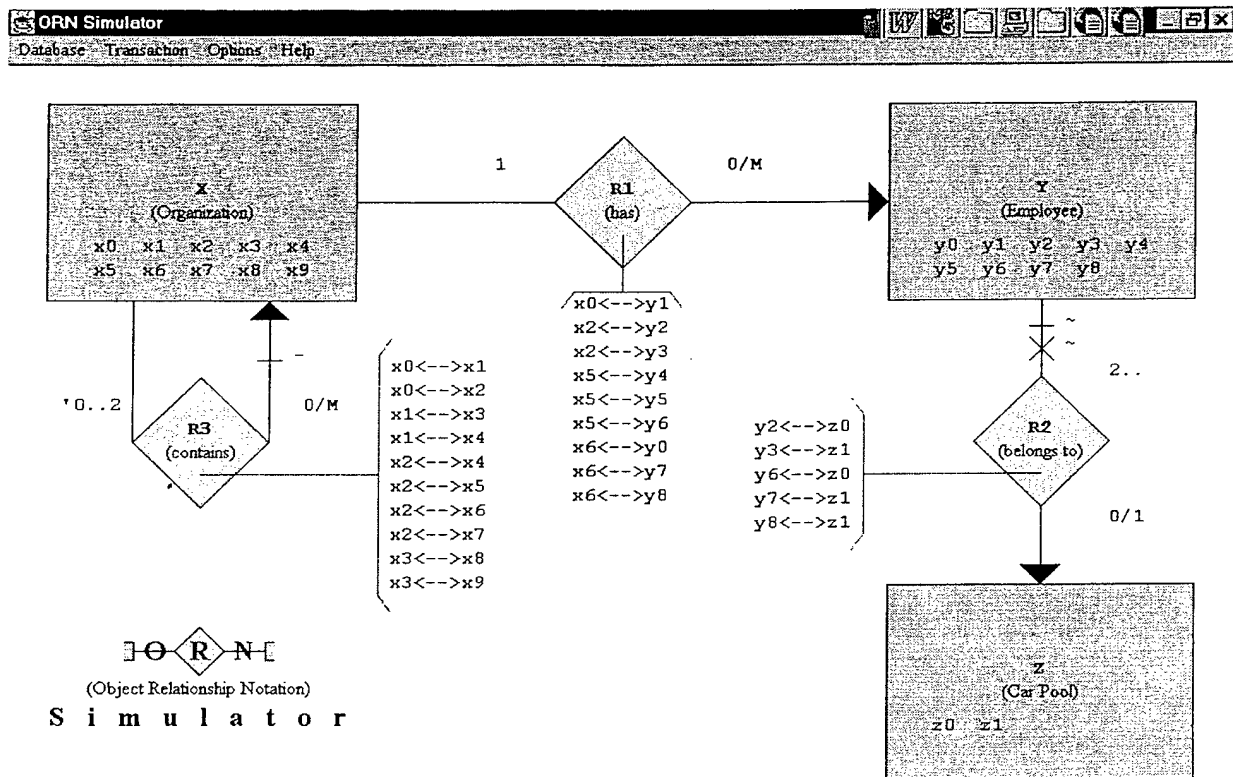 ORN Simulator
Database Transaction Options Help
X
(Organization)
x0 x1 x2 x3 x4
x5 x6 x7 x8 x9
1
R1
(has)
0/M
Y
(Employee)
y0 y1 y2 y3 y4
y5 y6 y7 y8
x0<-->y1
x2<-->y2
x2<-->y3
x5<-->y4
x5<-->y5
x5<-->y6
x6<-->y0
x6<-->y7
x6<-->y8
'0..2
R3
(contains)
0/M
-
x0<-->x1
x0<-->x2
x1<-->x3
x1<-->x4
x2<-->x4
x2<-->x5
x2<-->x6
x2<-->x7
x3<-->x8
x3<-->x9
~
~
2..
R2
(belongs to)
0/1
y2<-->z0
y3<-->z1
y6<-->z0
y7<-->z1
y8<-->z1
Z
(Car Pool)
z0 z1
O R N
(Object Relationship Notation)
S i m u l a t o r